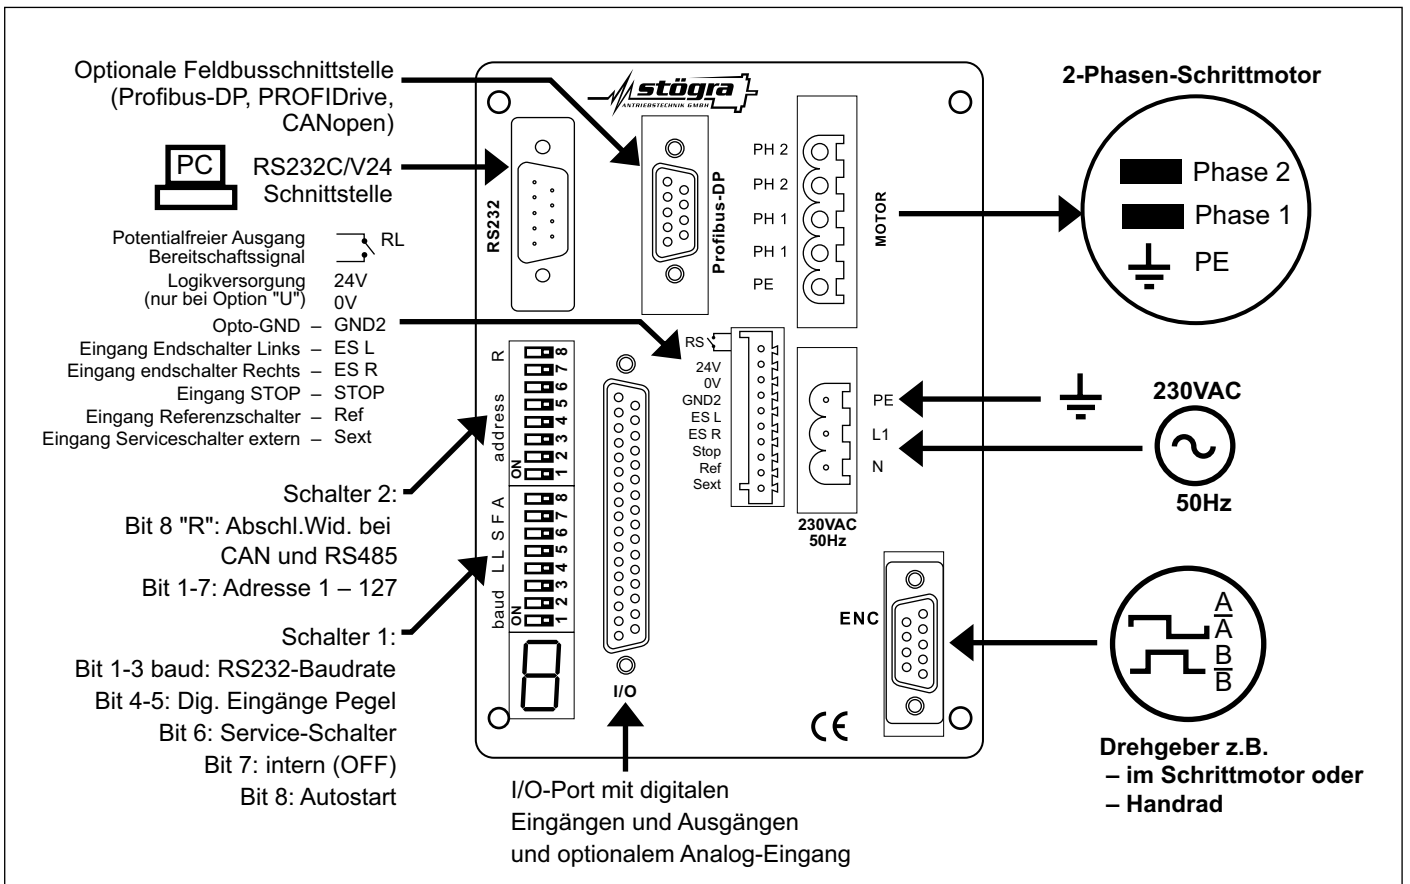 Optionale Feldbusschnittstelle
(Profibus-DP, PROFIDrive,
CANopen)
PC
RS232C/V24
Schnittstelle
Potentialfreier Ausgang
Bereitschaftssignal
RL
Logikversorgung
(nur bei Option "U")
24V
0V
Opto-GND – GND2
Eingang Endschalter Links – ES L
Eingang endschalter Rechts – ES R
Eingang STOP – STOP
Eingang Referenzschalter – Ref
Eingang Serviceschalter extern – Sext
Schalter 2:
Bit 8 "R": Abschl.Wid. bei
CAN und RS485
Bit 1-7: Adresse 1 – 127
Schalter 1:
Bit 1-3 baud: RS232-Baudrate
Bit 4-5: Dig. Eingänge Pegel
Bit 6: Service-Schalter
Bit 7: intern (OFF)
Bit 8: Autostart
stögra
ANTRIEBSTECHNIK GMBH
RS232
Profibus-DP
PH 2
PH 2
PH 1
PH 1
PE
MOTOR
R
address
ON
1 2 3 4 5 6 7 8
baud L L S F A
ON
1 2 3 4 5 6 7 8
8
I/O
RS
24V
0V
GND2
ES L
ES R
Stop
Ref
Sext
PE
L1
N
230VAC
50Hz
ENC
CE
I/O-Port mit digitalen
Eingängen und Ausgängen
und optionalem Analog-Eingang
2-Phasen-Schrittmotor
Phase 2
Phase 1
PE
230VAC
50Hz
A
A
B
B
Drehgeber z.B.
– im Schrittmotor oder
– Handrad